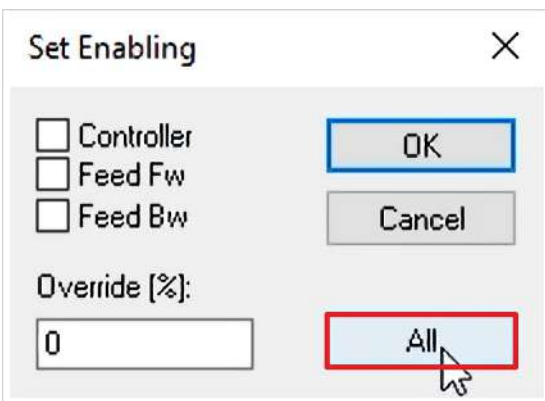 Set Enabling
Controller
OK
Feed Fw
Feed Bw
Cancel
Override [%]:
0
All